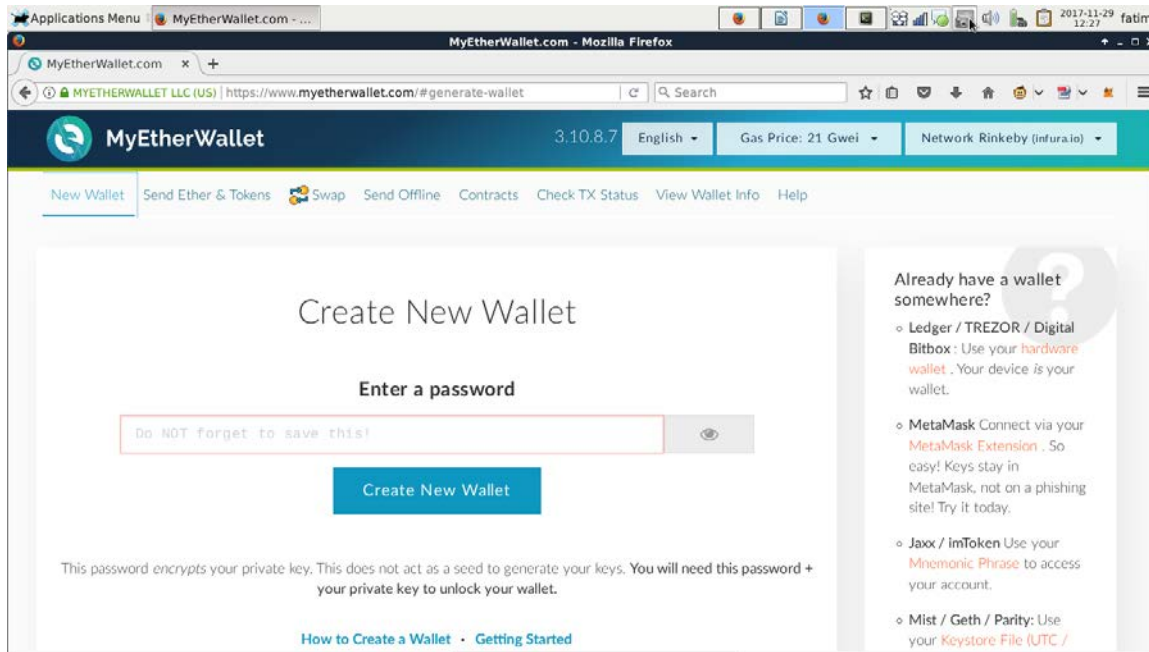 Applications Menu MyEtherWallet.com - ... 2017-11-29 fatim
12:27
MyEtherWallet.com - Mozilla Firefox
MyEtherWallet.com × +
MYETHERWALLET LLC (US) https://www.myetherwallet.com/#generate-wallet Search
MyEtherWallet 3.10.8.7 English Gas Price: 21 Gwei Network Rinkeby (infura.io)
New Wallet Send Ether & Tokens Swap Send Offline Contracts Check TX Status View Wallet Info Help
Create New Wallet
Enter a password
Do NOT forget to save this!
Create New Wallet
This password encrypts your private key. This does not act as a seed to generate your keys. You will need this password +
your private key to unlock your wallet.
How to Create a Wallet · Getting Started
Already have a wallet
somewhere?
Ledger / TREZOR / Digital
Bitbox : Use your hardware
wallet . Your device is your
wallet.
MetaMask Connect via your
MetaMask Extension . So
easy! Keys stay in
MetaMask, not on a phishing
site! Try it today.
Jaxx / imToken Use your
Mnemonic Phrase to access
your account.
Mist / Geth / Parity: Use
your Keystore File (UTC /